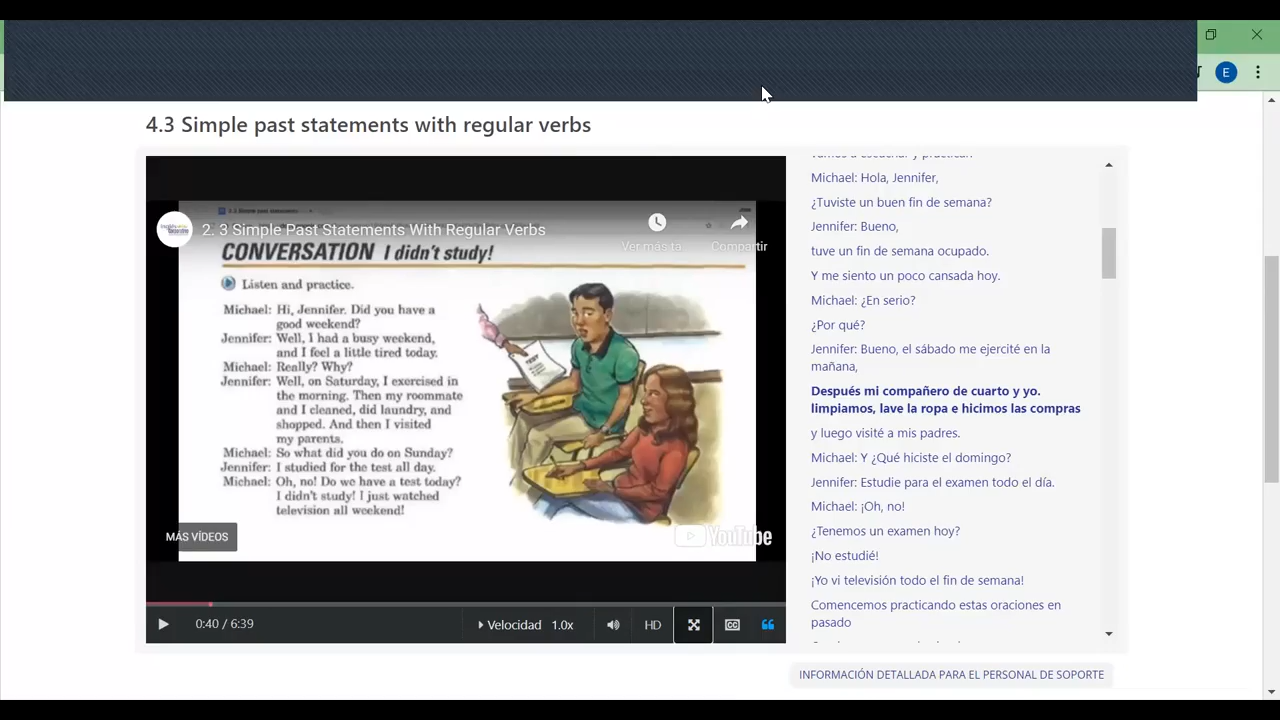 E
4.3 Simple past statements with regular verbs
2. 3 Simple Past Statements With Regular Verbs
Ver más ta
Compartir
CONVERSATION I didn't study!
Listen and practice.
Michael: Hi, Jennifer. Did you have a
good weekend?
Jennifer: Well, I had a busy weekend,
and I feel a little tired today.
Michael: Really? Why?
Jennifer: Well, on Saturday, I exercised in
the morning. Then my roommate
and I cleaned, did laundry, and
shopped. And then I visited
my parents.
Michael: So what did you do on Sunday?
Jennifer: I studied for the test all day.
Michael: Oh, no! Do we have a test today?
I didn't study! I just watched
television all weekend!
TEST
MÁS VÍDEOS
YouTube
0:40 / 6:39
Velocidad 1.0x
HD
CC
Michael: Hola, Jennifer,
¿Tuviste un buen fin de semana?
Jennifer: Bueno,
tuve un fin de semana ocupado.
Y me siento un poco cansada hoy.
Michael: ¿En serio?
¿Por qué?
Jennifer: Bueno, el sábado me ejercité en la
mañana,
Después mi compañero de cuarto y yo.
limpiamos, lave la ropa e hicimos las compras
y luego visité a mis padres.
Michael: Y ¿Qué hiciste el domingo?
Jennifer: Estudie para el examen todo el día.
Michael: ¡Oh, no!
¿Tenemos un examen hoy?
¡No estudié!
¡Yo vi televisión todo el fin de semana!
Comencemos practicando estas oraciones en
pasado
INFORMACIÓN DETALLADA PARA EL PERSONAL DE SOPORTE